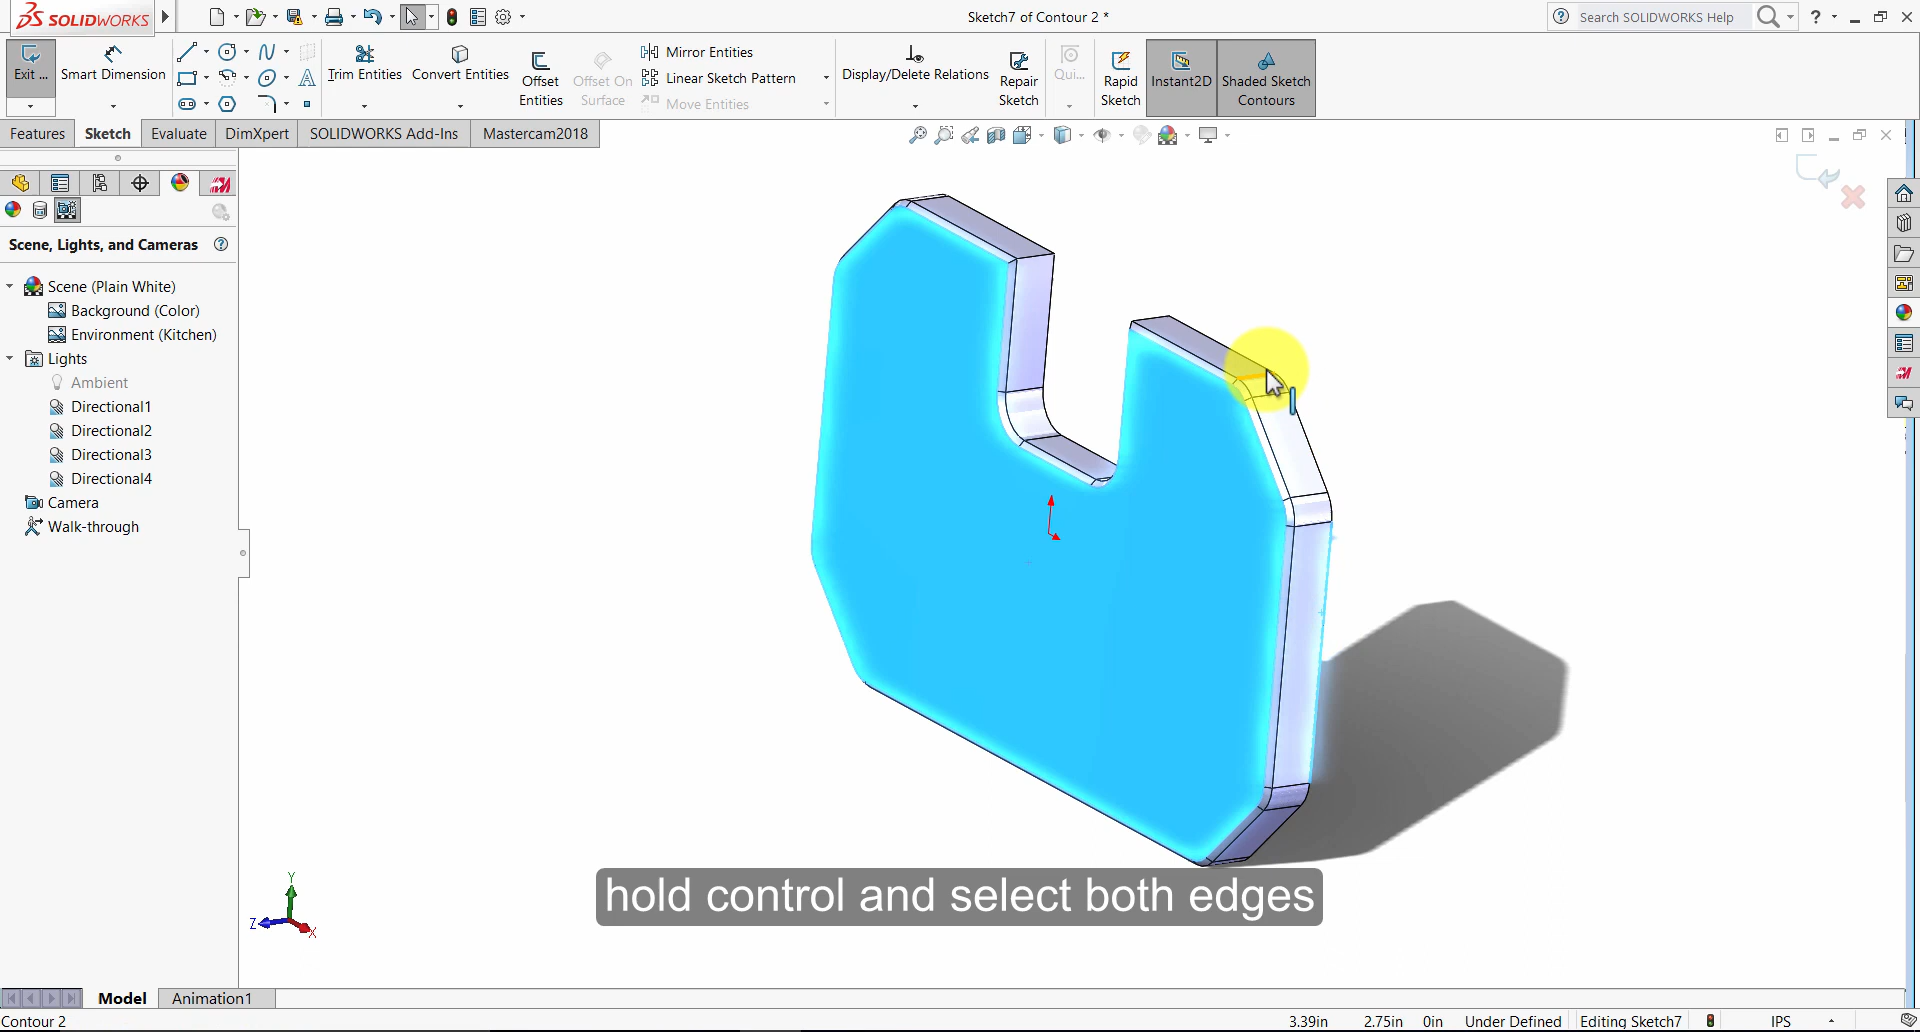 SOLIDWORKS
Sketch7 of Contour 2 *
Search SOLIDWORKS Help
?
Exit ...
Smart Dimension
Trim Entities
Convert Entities
Offset
Entities
Offset On
Surface
Mirror Entities
Linear Sketch Pattern
Move Entities
Display/Delete Relations
Repair
Sketch
Qui...
Rapid
Sketch
Instant2D
Shaded Sketch
Contours
Features
Sketch
Evaluate
DimXpert
SOLIDWORKS Add-Ins
Mastercam2018
Scene, Lights, and Cameras
?
Scene (Plain White)
Background (Color)
Environment (Kitchen)
Lights
Ambient
Directional1
Directional2
Directional3
Directional4
Camera
Walk-through
Y
Z
X
hold control and select both edges
Model
Animation1
Contour 2
3.39in
2.75in
0in
Under Defined
Editing Sketch7
IPS